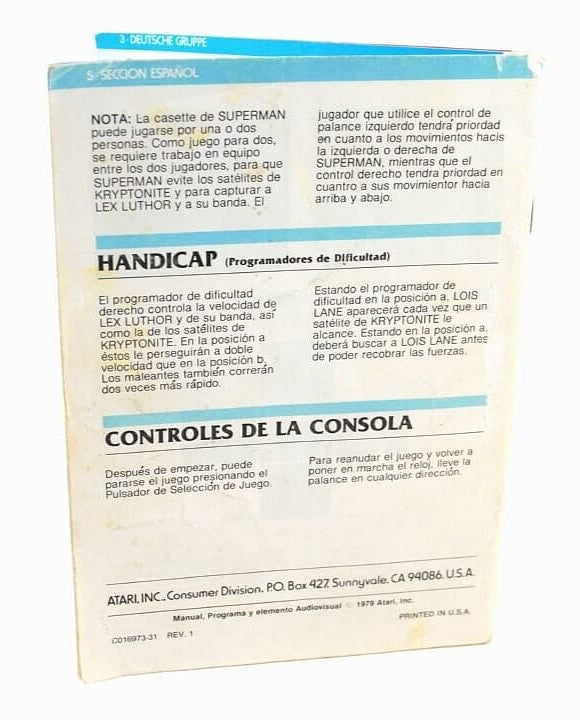 3 · DEUTSCHE GRUPPE
5 · SECCION ESPAÑOL
NOTA: La casette de SUPERMAN
puede jugarse por una o dos
personas. Como juego para dos,
se requiere trabajo en equipo
entre los dos jugadores, para que
SUPERMAN evite los satélites de
KRYPTONITE y para capturar a
LEX LUTHOR y a su banda. El
jugador que utilice el control de
palance izquierdo tendrá priordad
en cuanto a los movimientos hacis
la izquierda o derecha de
SUPERMAN, mientras que el
control derecho tendrá priordad en
cuantro a sus movimientor hacia
arriba y abajo.
HANDICAP (Programadores de Dificultad)
El programador de dificultad
derecho controla la velocidad de
LEX LUTHOR y de su banda, así
como la de los satélites de
KRYPTONITE. En la posición a
éstos le perseguirán a doble
velocidad que en la posición b.
Los maleantes también correrán
dos veces más rápido.
Estando el programador de
dificultad en la posición a, LOIS
LANE aparecerá cada vez que un
satélite de KRYPTONITE le
alcance. Estando en la posición a,
deberá buscar a LOIS LANE antes
de poder recobrar las fuerzas.
CONTROLES DE LA CONSOLA
Después de empezar, puede
pararse el juego presionando el
Pulsador de Selección de Juego.
Para reanudar el juego y volver a
poner en marcha el reloj, lleve la
palance en cualquier dirección.
ATARI, INC., Consumer Division, P.O. Box 427, Sunnyvale, CA 94086, U.S.A.
Manual, Programa y elemento Audiovisual © 1979 Atari, Inc.
C016973-31 REV. 1
PRINTED IN U.S.A.